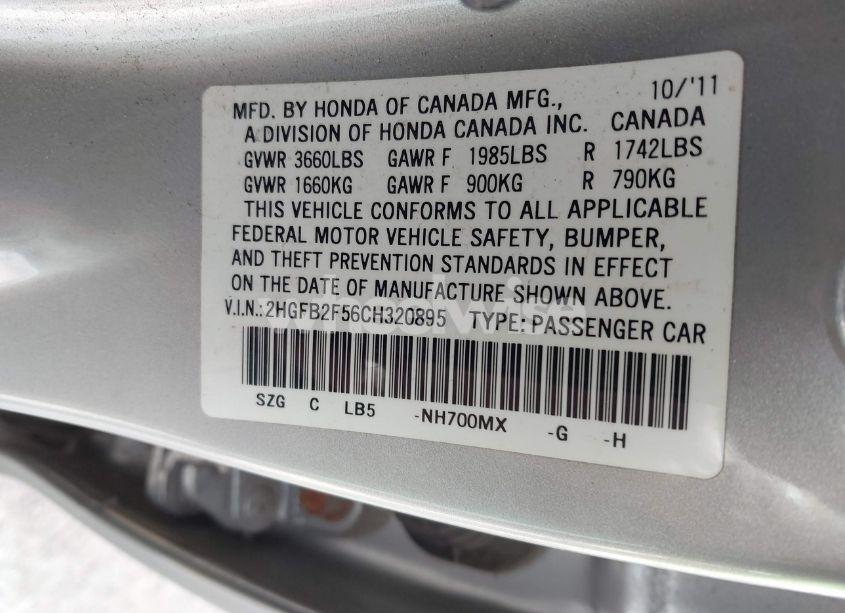 10/'11
MFD. BY HONDA OF CANADA MFG.,
A DIVISION OF HONDA CANADA INC. CANADA
GVWR 3660LBS GAWR F 1985LBS R 1742LBS
GVWR 1660KG GAWR F 900KG R 790KG
THIS VEHICLE CONFORMS TO ALL APPLICABLE
FEDERAL MOTOR VEHICLE SAFETY, BUMPER,
AND THEFT PREVENTION STANDARDS IN EFFECT
ON THE DATE OF MANUFACTURE SHOWN ABOVE.
V.I.N.:2HGFB2F56CH320895 TYPE:PASSENGER CAR
wheelwise
SZG C LB5 -NH700MX -G -H